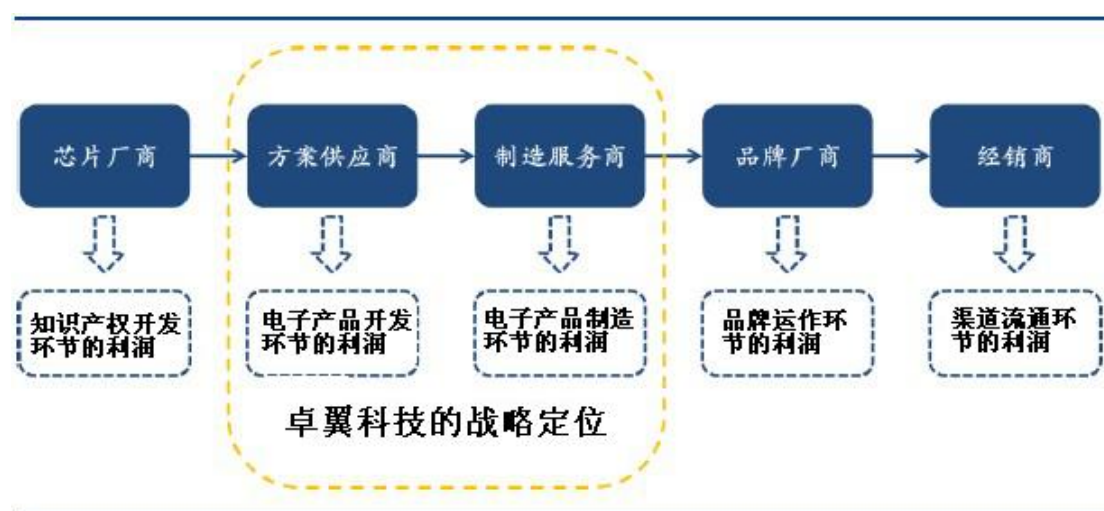 芯片厂商
方案供应商
制造服务商
品牌厂商
经销商
知识产权开发
环节的利润
电子产品开发
环节的利润
电子产品制造
环节的利润
品牌运作环
节的利润
渠道流通环
节的利润
卓翼科技的战略定位